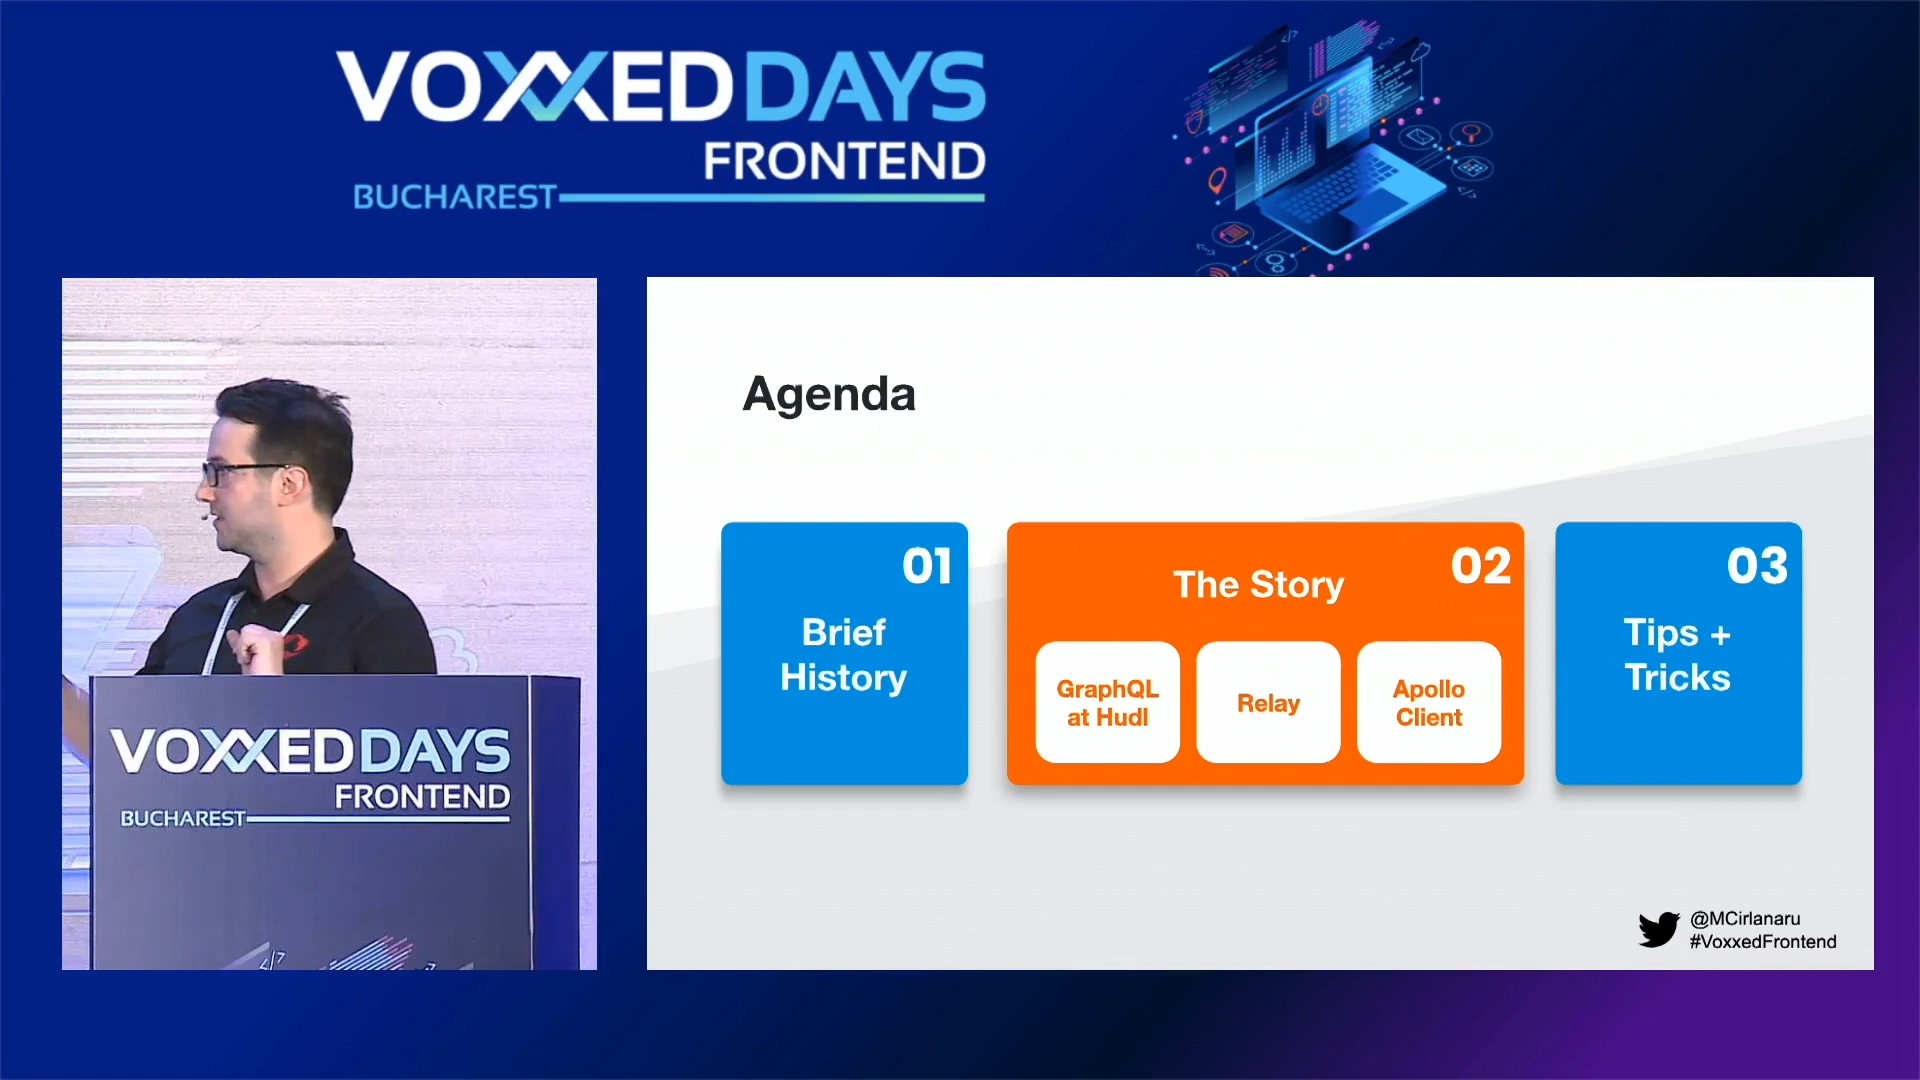 VOXXEDDAYS
FRONTEND
BUCHAREST
VOXXEDDAYS
FRONTEND
BUCHAREST
Agenda
01
Brief
History
02
The Story
GraphQL
at Hudl
Relay
Apollo
Client
03
Tips +
Tricks
@MCirlanaru
#VoxxedFrontend